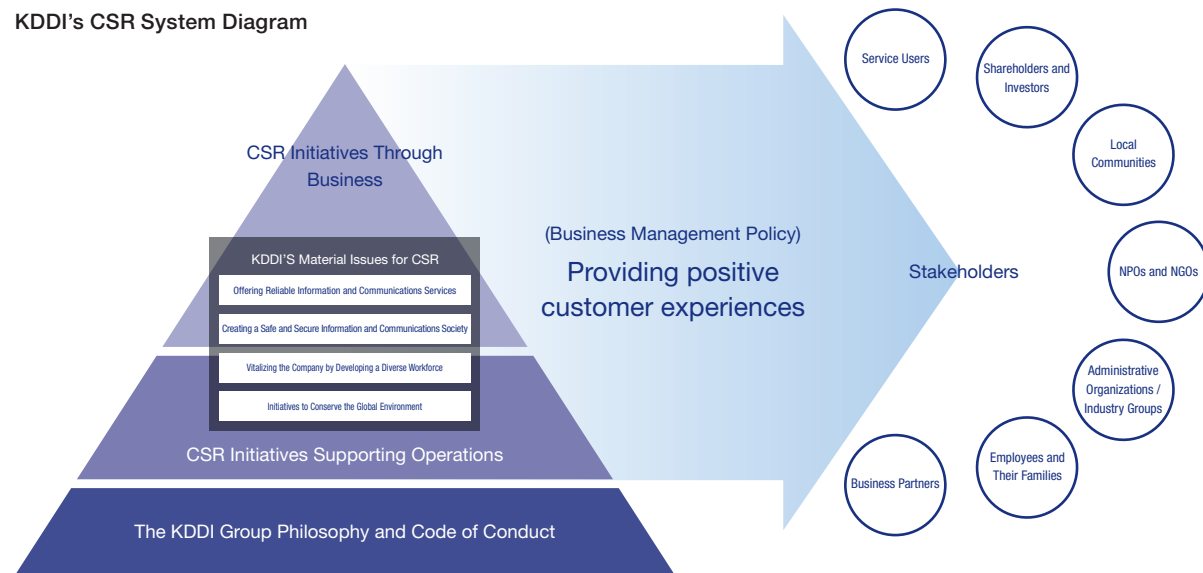 KDDI's CSR System Diagram
CSR Initiatives Through
Business
KDDI'S Material Issues for CSR
Offering Reliable Information and Communications Services
Creating a Safe and Secure Information and Communications Society
Vitalizing the Company by Developing a Diverse Workforce
Initiatives to Conserve the Global Environment
CSR Initiatives Supporting Operations
The KDDI Group Philosophy and Code of Conduct
(Business Management Policy)
Providing positive
customer experiences
Stakeholders
Service Users
Shareholders and
Investors
Local
Communities
NPOs and NGOs
Administrative
Organizations /
Industry Groups
Employees and
Their Families
Business Partners